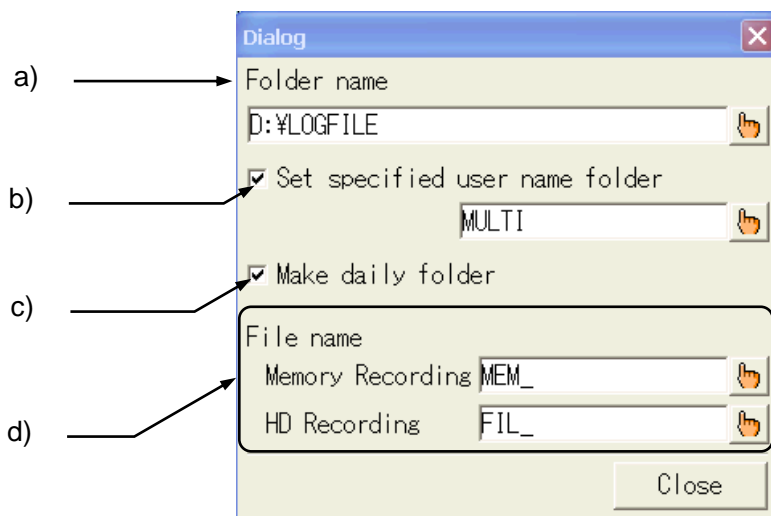 Dialog
a) Folder name
D:¥LOGFILE
b) Set specified user name folder
MULTI
c) Make daily folder
File name
Memory Recording MEM_
d) HD Recording FIL_
Close